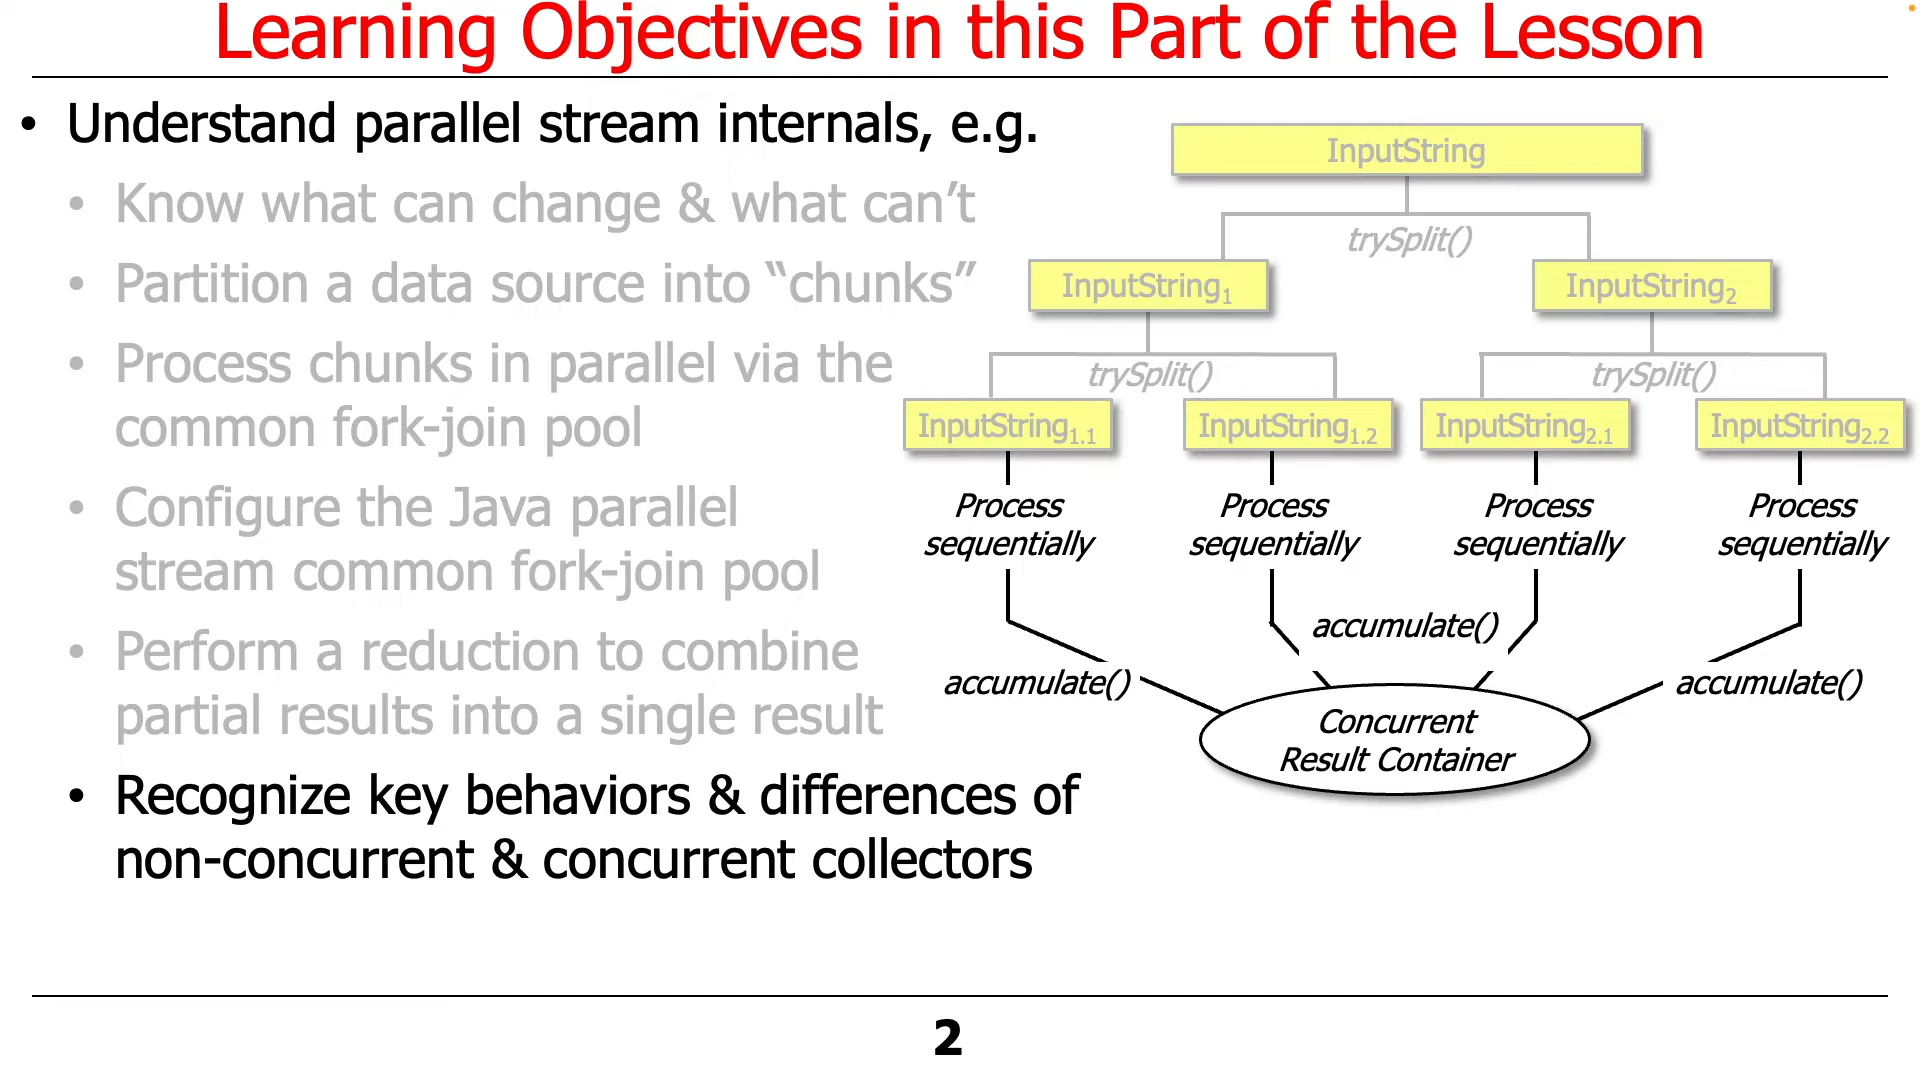 Learning Objectives in this Part of the Lesson
• Understand parallel stream internals, e.g.
• Know what can change & what can’t
• Partition a data source into “chunks”
• Process chunks in parallel via the
common fork-join pool
• Configure the Java parallel
stream common fork-join pool
• Perform a reduction to combine
partial results into a single result
• Recognize key behaviors & differences of
non-concurrent & concurrent collectors
InputString
trySplit()
InputString1
InputString2
trySplit()
trySplit()
InputString1.1
InputString1.2
InputString2.1
InputString2.2
Process
sequentially
Process
sequentially
Process
sequentially
Process
sequentially
accumulate()
accumulate()
accumulate()
Concurrent
Result Container
2